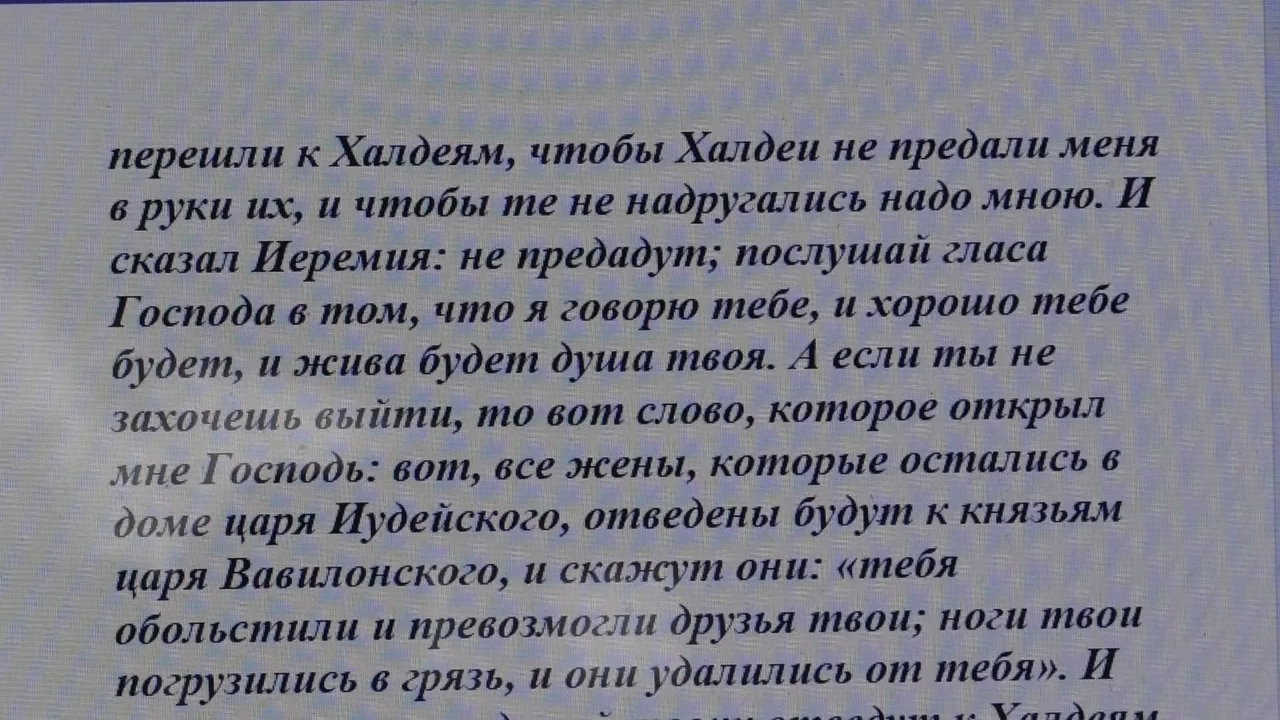 перешли к Халдеям, чтобы Халдеи не предали меня
в руки их, и чтобы те не надругались надо мною. И
сказал Иеремия: не предадут; послушай гласа
Господа в том, что я говорю тебе, и хорошо тебе
будет, и жива будет душа твоя. А если ты не
захочешь выйти, то вот слово, которое открыл
мне Господь: вот, все жены, которые остались в
доме царя Иудейского, отведены будут к князьям
царя Вавилонского, и скажут они: «тебя
обольстили и превозмогли друзья твои; ноги твои
погрузились в грязь, и они удалились от тебя». И
отведут к Халдеям